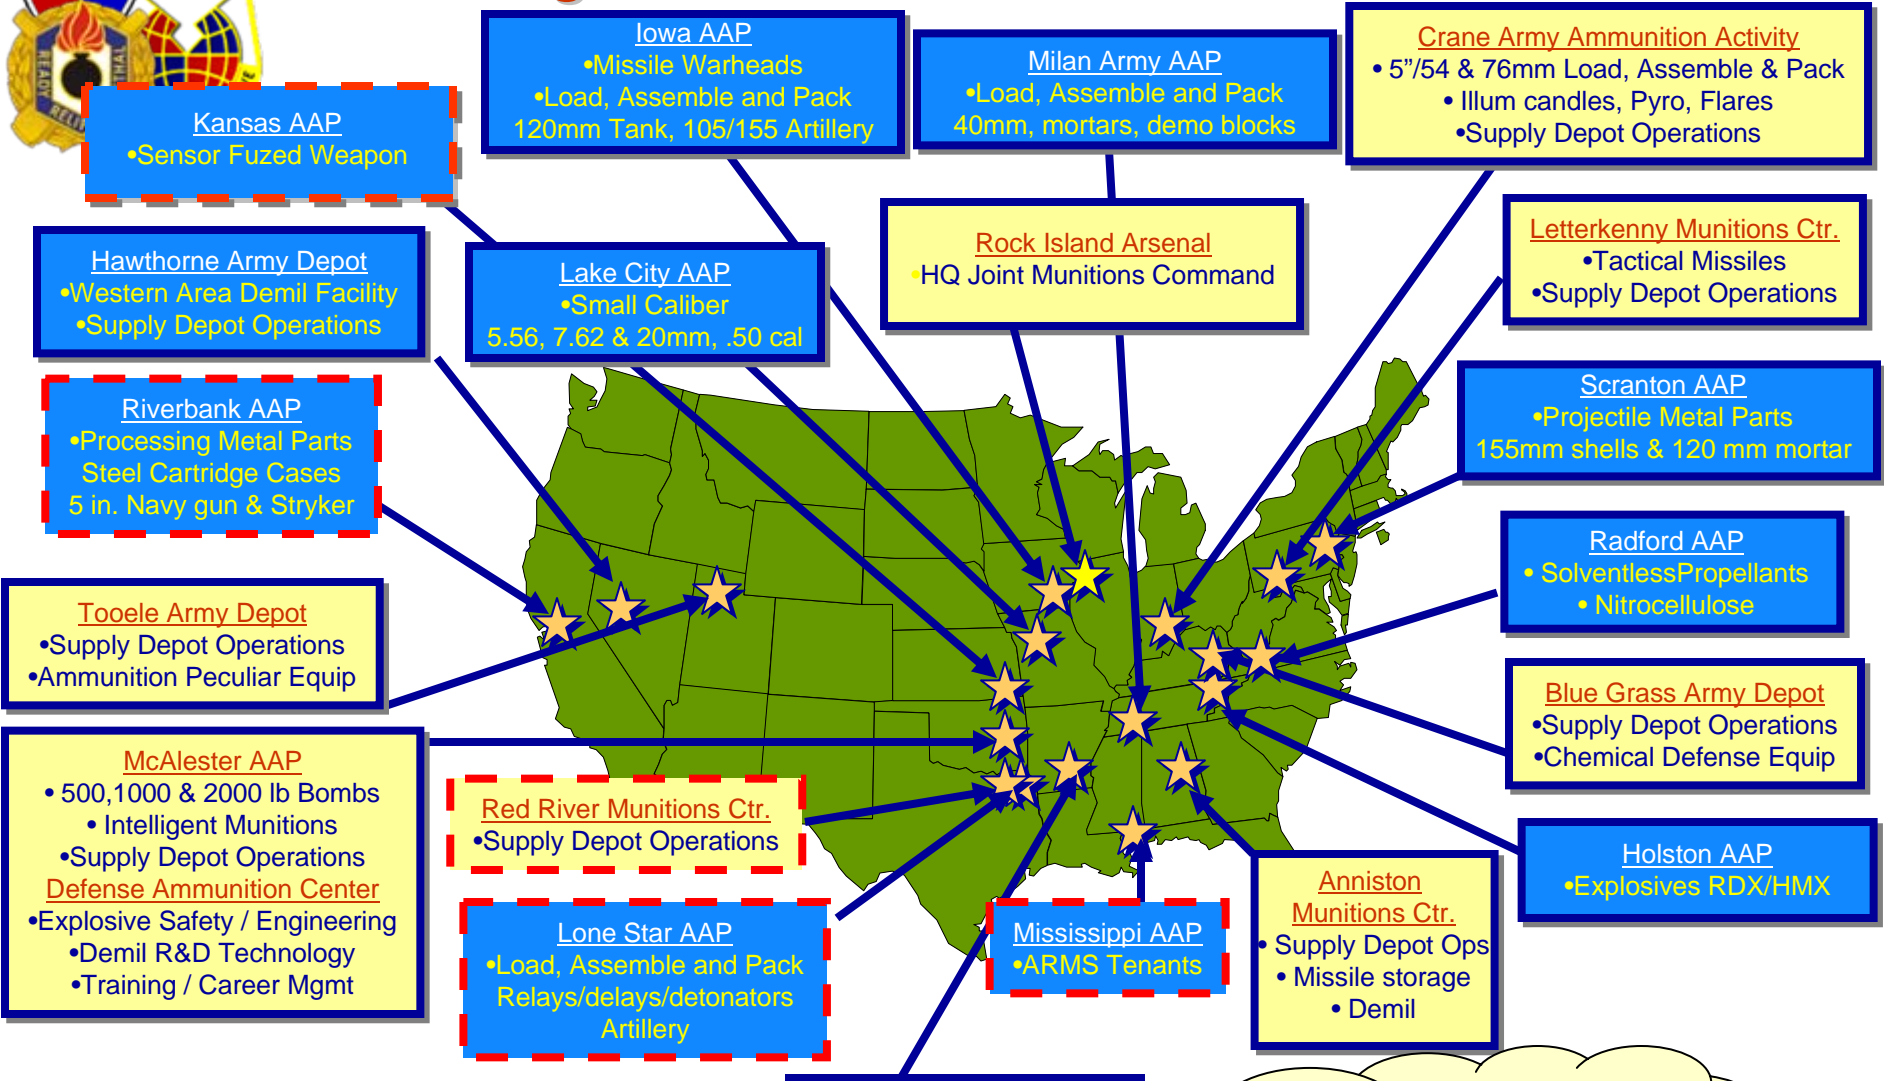 Iowa AAP
•Missile Warheads
•Load, Assemble and Pack
120mm Tank, 105/155 Artillery
Milan Army AAP
•Load, Assemble and Pack
40mm, mortars, demo blocks
Crane Army Ammunition Activity
• 5”/54 & 76mm Load, Assemble & Pack
• Illum candles, Pyro, Flares
•Supply Depot Operations
Kansas AAP
•Sensor Fuzed Weapon
Hawthorne Army Depot
•Western Area Demil Facility
•Supply Depot Operations
Lake City AAP
•Small Caliber
5.56, 7.62 & 20mm, .50 cal
Rock Island Arsenal
•HQ Joint Munitions Command
Letterkenny Munitions Ctr.
•Tactical Missiles
•Supply Depot Operations
Riverbank AAP
•Processing Metal Parts
Steel Cartridge Cases
5 in. Navy gun & Stryker
Scranton AAP
•Projectile Metal Parts
155mm shells & 120 mm mortar
Radford AAP
• SolventlessPropellants
• Nitrocellulose
Tooele Army Depot
•Supply Depot Operations
•Ammunition Peculiar Equip
Blue Grass Army Depot
•Supply Depot Operations
•Chemical Defense Equip
McAlester AAP
• 500,1000 & 2000 lb Bombs
• Intelligent Munitions
•Supply Depot Operations
Defense Ammunition Center
•Explosive Safety / Engineering
•Demil R&D Technology
•Training / Career Mgmt
Red River Munitions Ctr.
•Supply Depot Operations
Lone Star AAP
•Load, Assemble and Pack
Relays/delays/detonators
Artillery
Mississippi AAP
•ARMS Tenants
Anniston
Munitions Ctr.
• Supply Depot Ops
• Missile storage
• Demil
Holston AAP
•Explosives RDX/HMX
READY